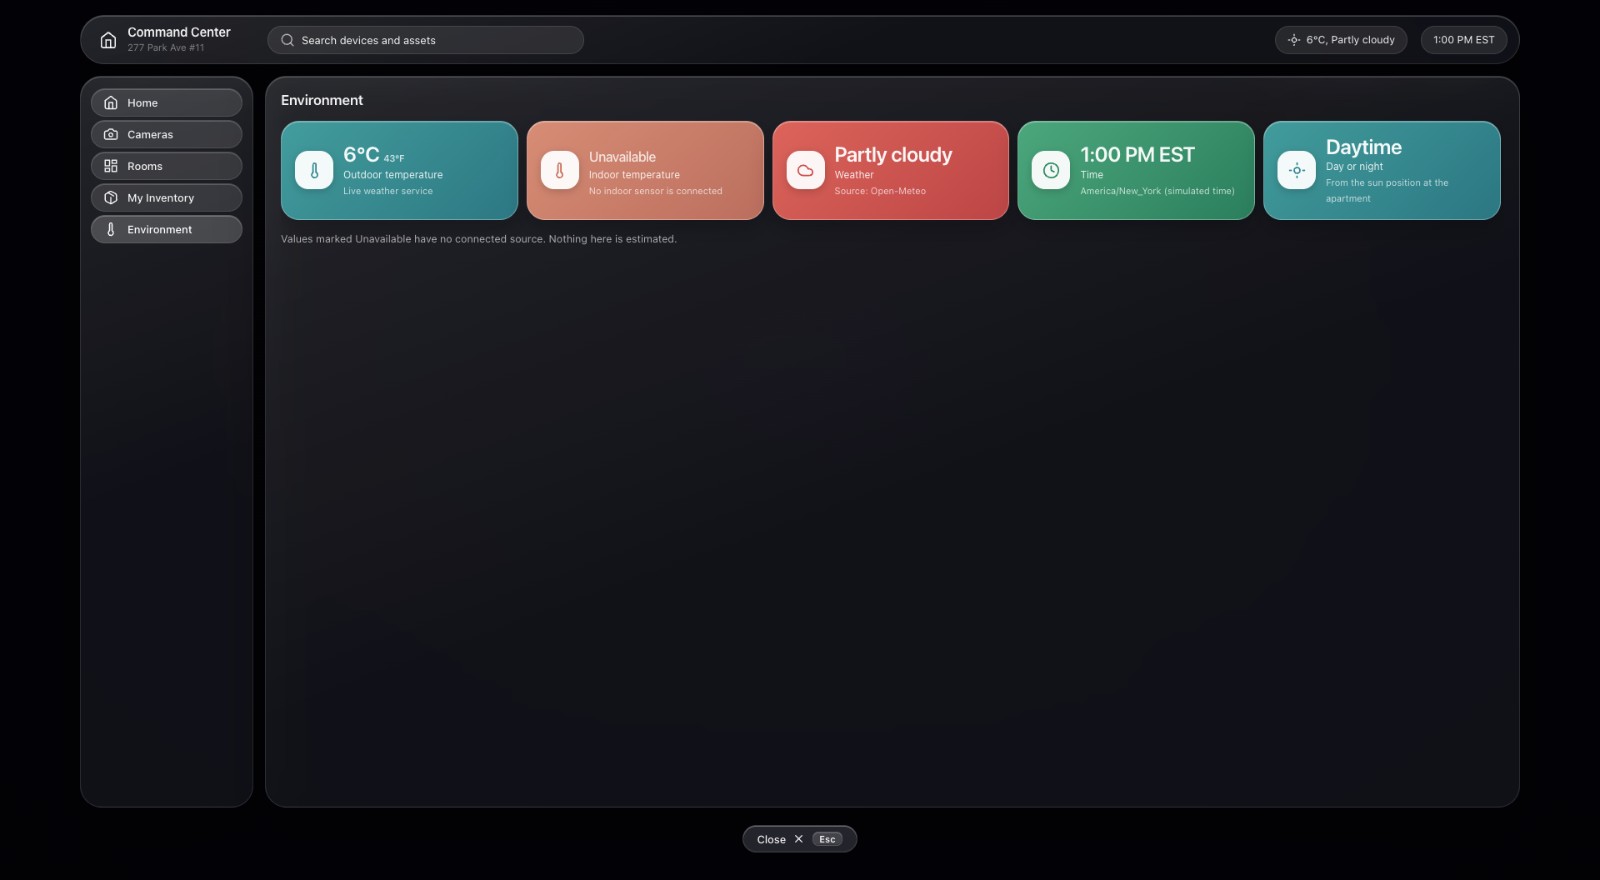 Command Center
277 Park Ave #11
Search devices and assets
6°C, Partly cloudy
1:00 PM EST
Home
Cameras
Rooms
My Inventory
Environment
Environment
6°C 43°F
Outdoor temperature
Live weather service
Unavailable
Indoor temperature
No indoor sensor is connected
Partly cloudy
Weather
Source: Open-Meteo
1:00 PM EST
Time
America/New_York (simulated time)
Daytime
Day or night
From the sun position at the
apartment
Values marked Unavailable have no connected source. Nothing here is estimated.
Close Esc